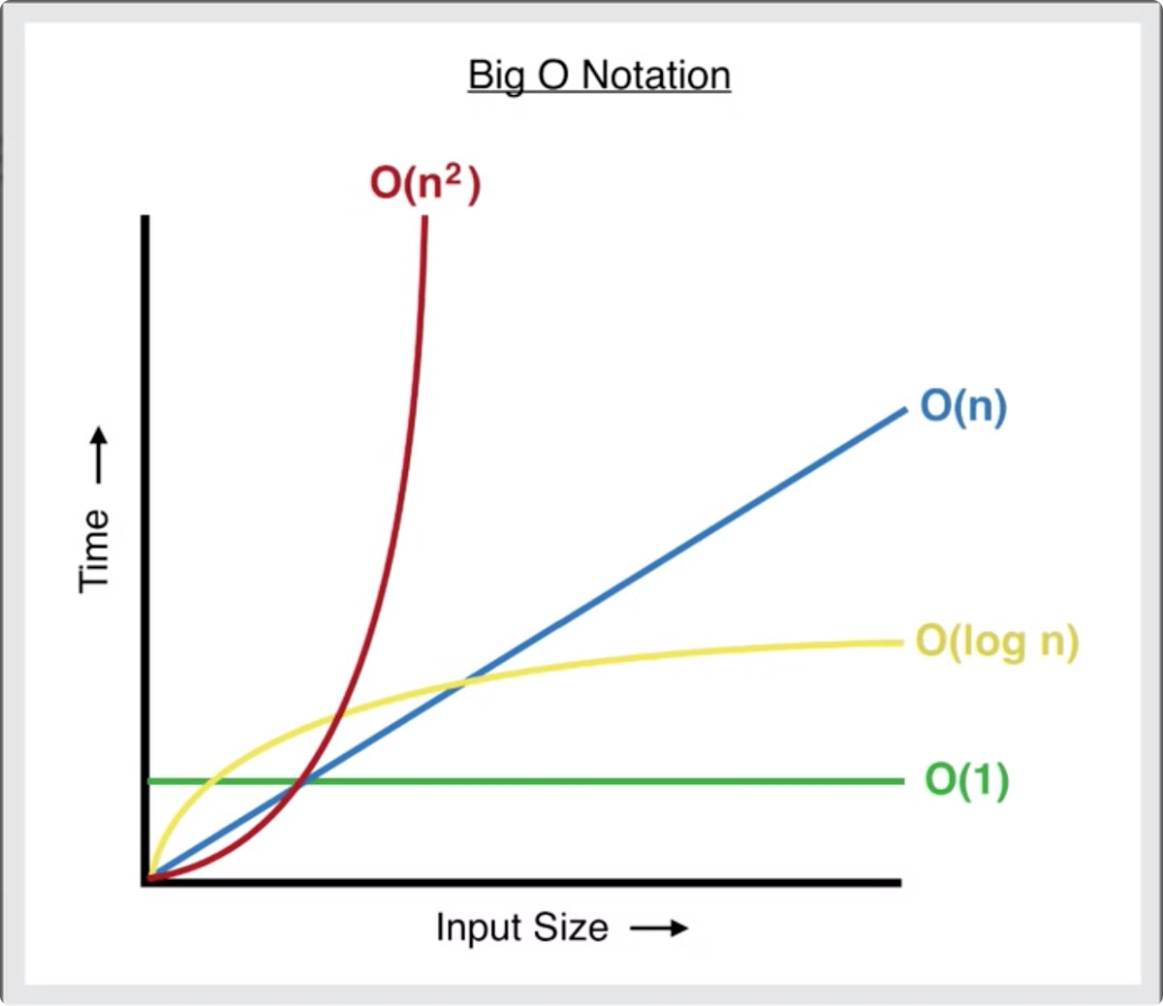 Big O Notation
O(n²)
O(n)
Time →
O(log n)
O(1)
Input Size →